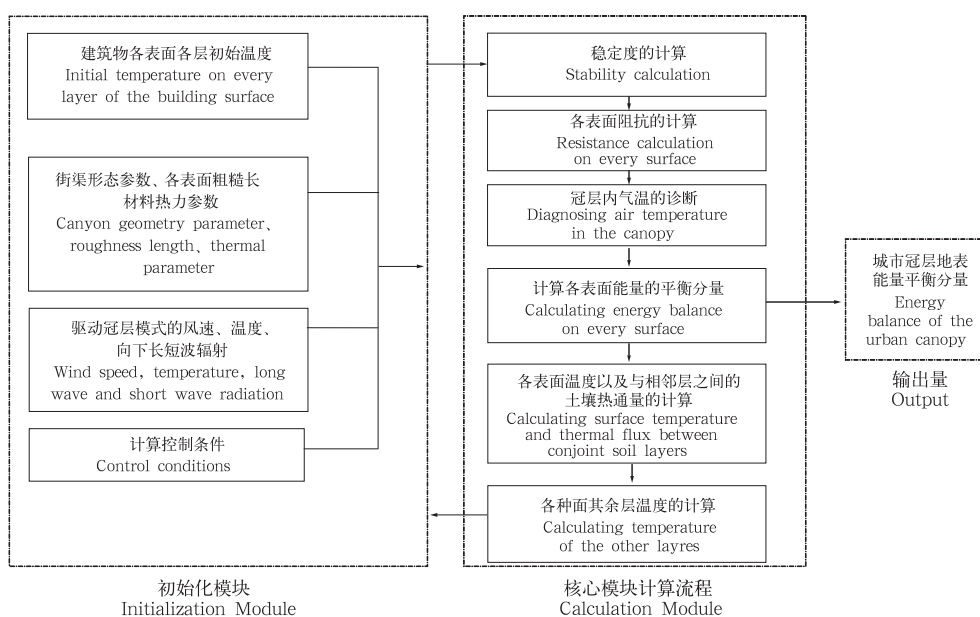 建筑物各表面各层初始温度
Initial temperature on every
layer of the building surface
街渠形态参数、各表面粗糙长
材料热力参数
Canyon geometry parameter、
roughness length、thermal
parameter
驱动冠层模式的风速、温度、
向下长短波辐射
Wind speed, temperature, long
wave and short wave radiation
计算控制条件
Control conditions
初始化模块
Initialization Module
稳定度的计算
Stability calculation
各表面阻抗的计算
Resistance calculation
on every surface
冠层内气温的诊断
Diagnosing air temperature
in the canopy
计算各表面能量的平衡分量
Calculating energy balance
on every surface
各表面温度以及与相邻层之间的
土壤热通量的计算
Calculating surface temperature
and thermal flux between
conjoint soil layers
各种面其余层温度的计算
Calculating temperature
of the other layres
核心模块计算流程
Calculation Module
城市冠层地表
能量平衡分量
Energy
balance of the
urban canopy
输出量
Output